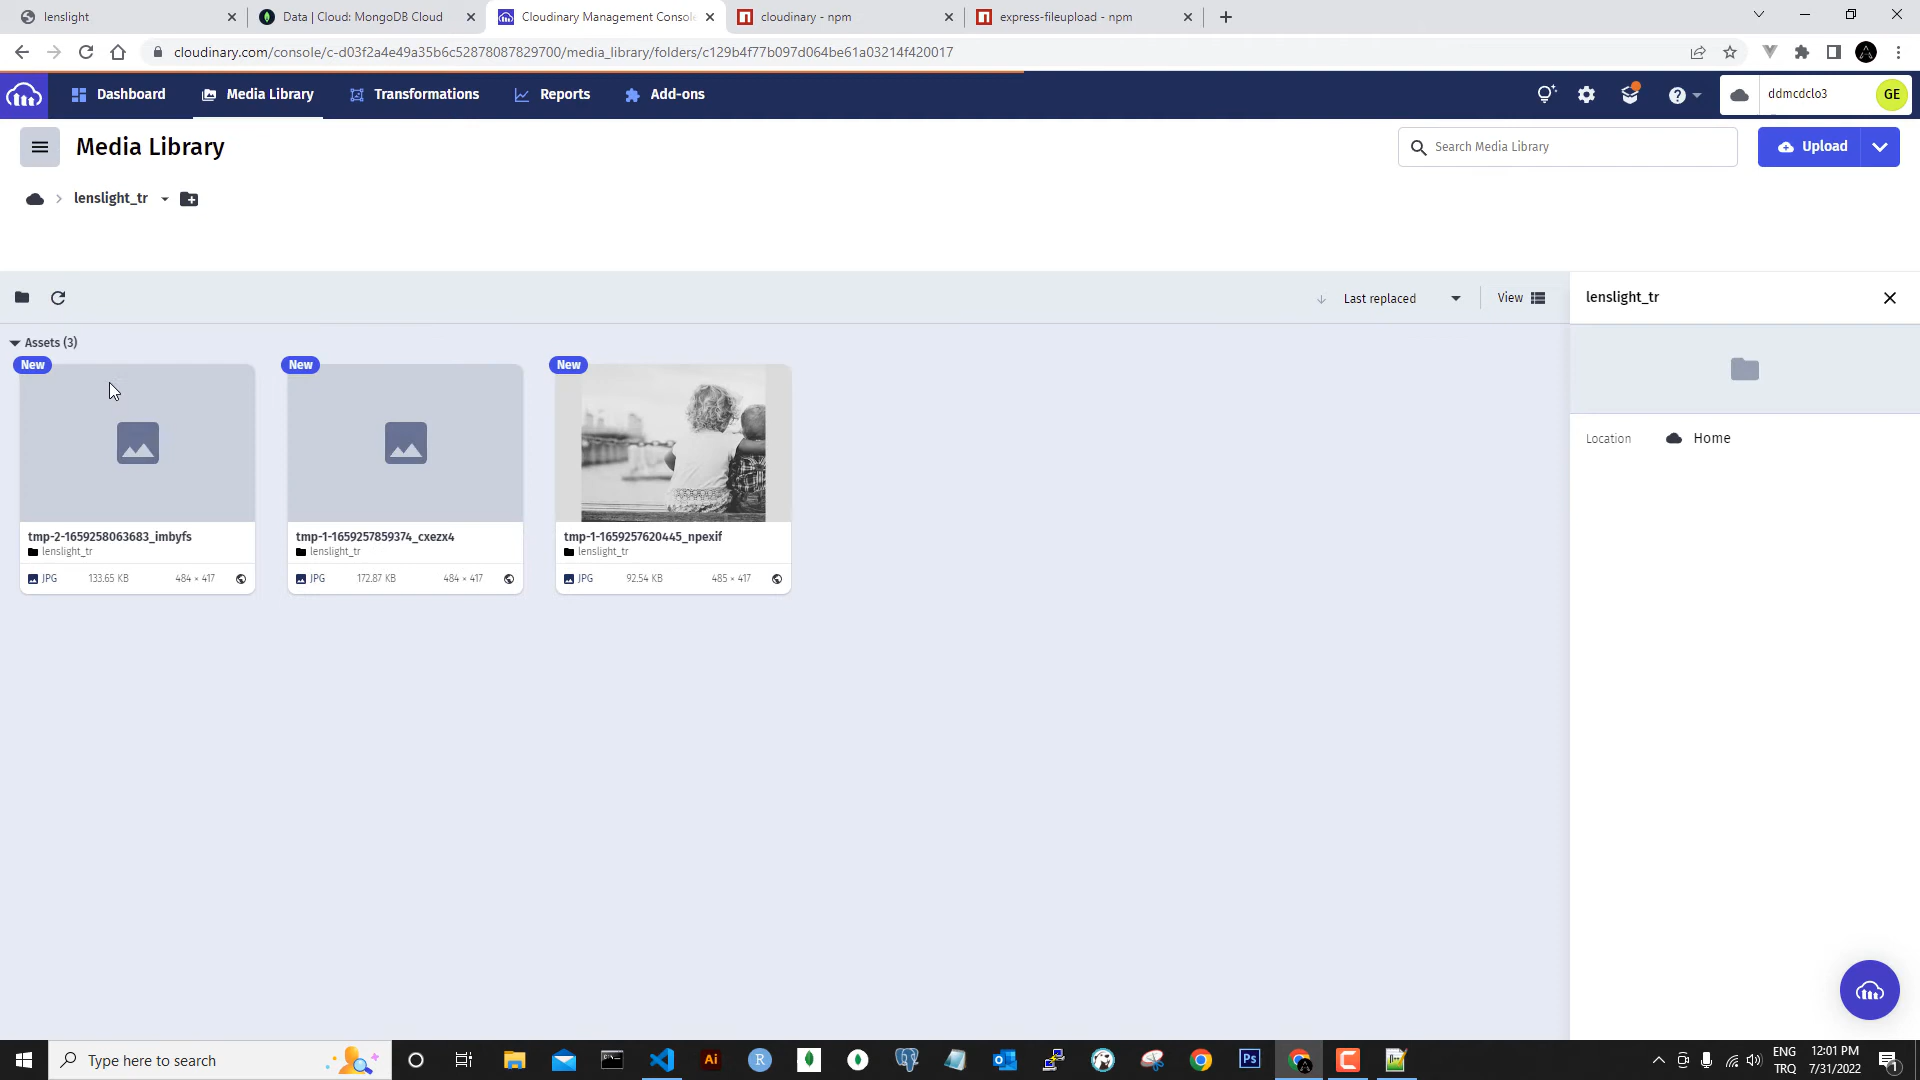 lenslight
Data | Cloud: MongoDB Cloud
Cloudinary Management Console
cloudinary - npm
express-fileupload - npm
cloudinary.com/console/c-d03f2a4e49a35b6c52878087829700/media_library/folders/c129b4f77b097d064be61a03214f420017
Dashboard
Media Library
Transformations
Reports
Add-ons
ddmcdclo3
GE
Media Library
Search Media Library
Upload
lenslight_tr
Last replaced
View
lenslight_tr
Assets (3)
New
New
New
Location
Home
tmp-2-1659258063683_imbyfs
lenslight_tr
JPG 133.65 KB 484 × 417
tmp-1-1659257859374_cxezx4
lenslight_tr
JPG 172.87 KB 484 × 417
tmp-1-1659257620445_npexif
lenslight_tr
JPG 92.54 KB 485 × 417
Type here to search
Ai
R
Ps
ENG
TRQ
12:01 PM
7/31/2022
1